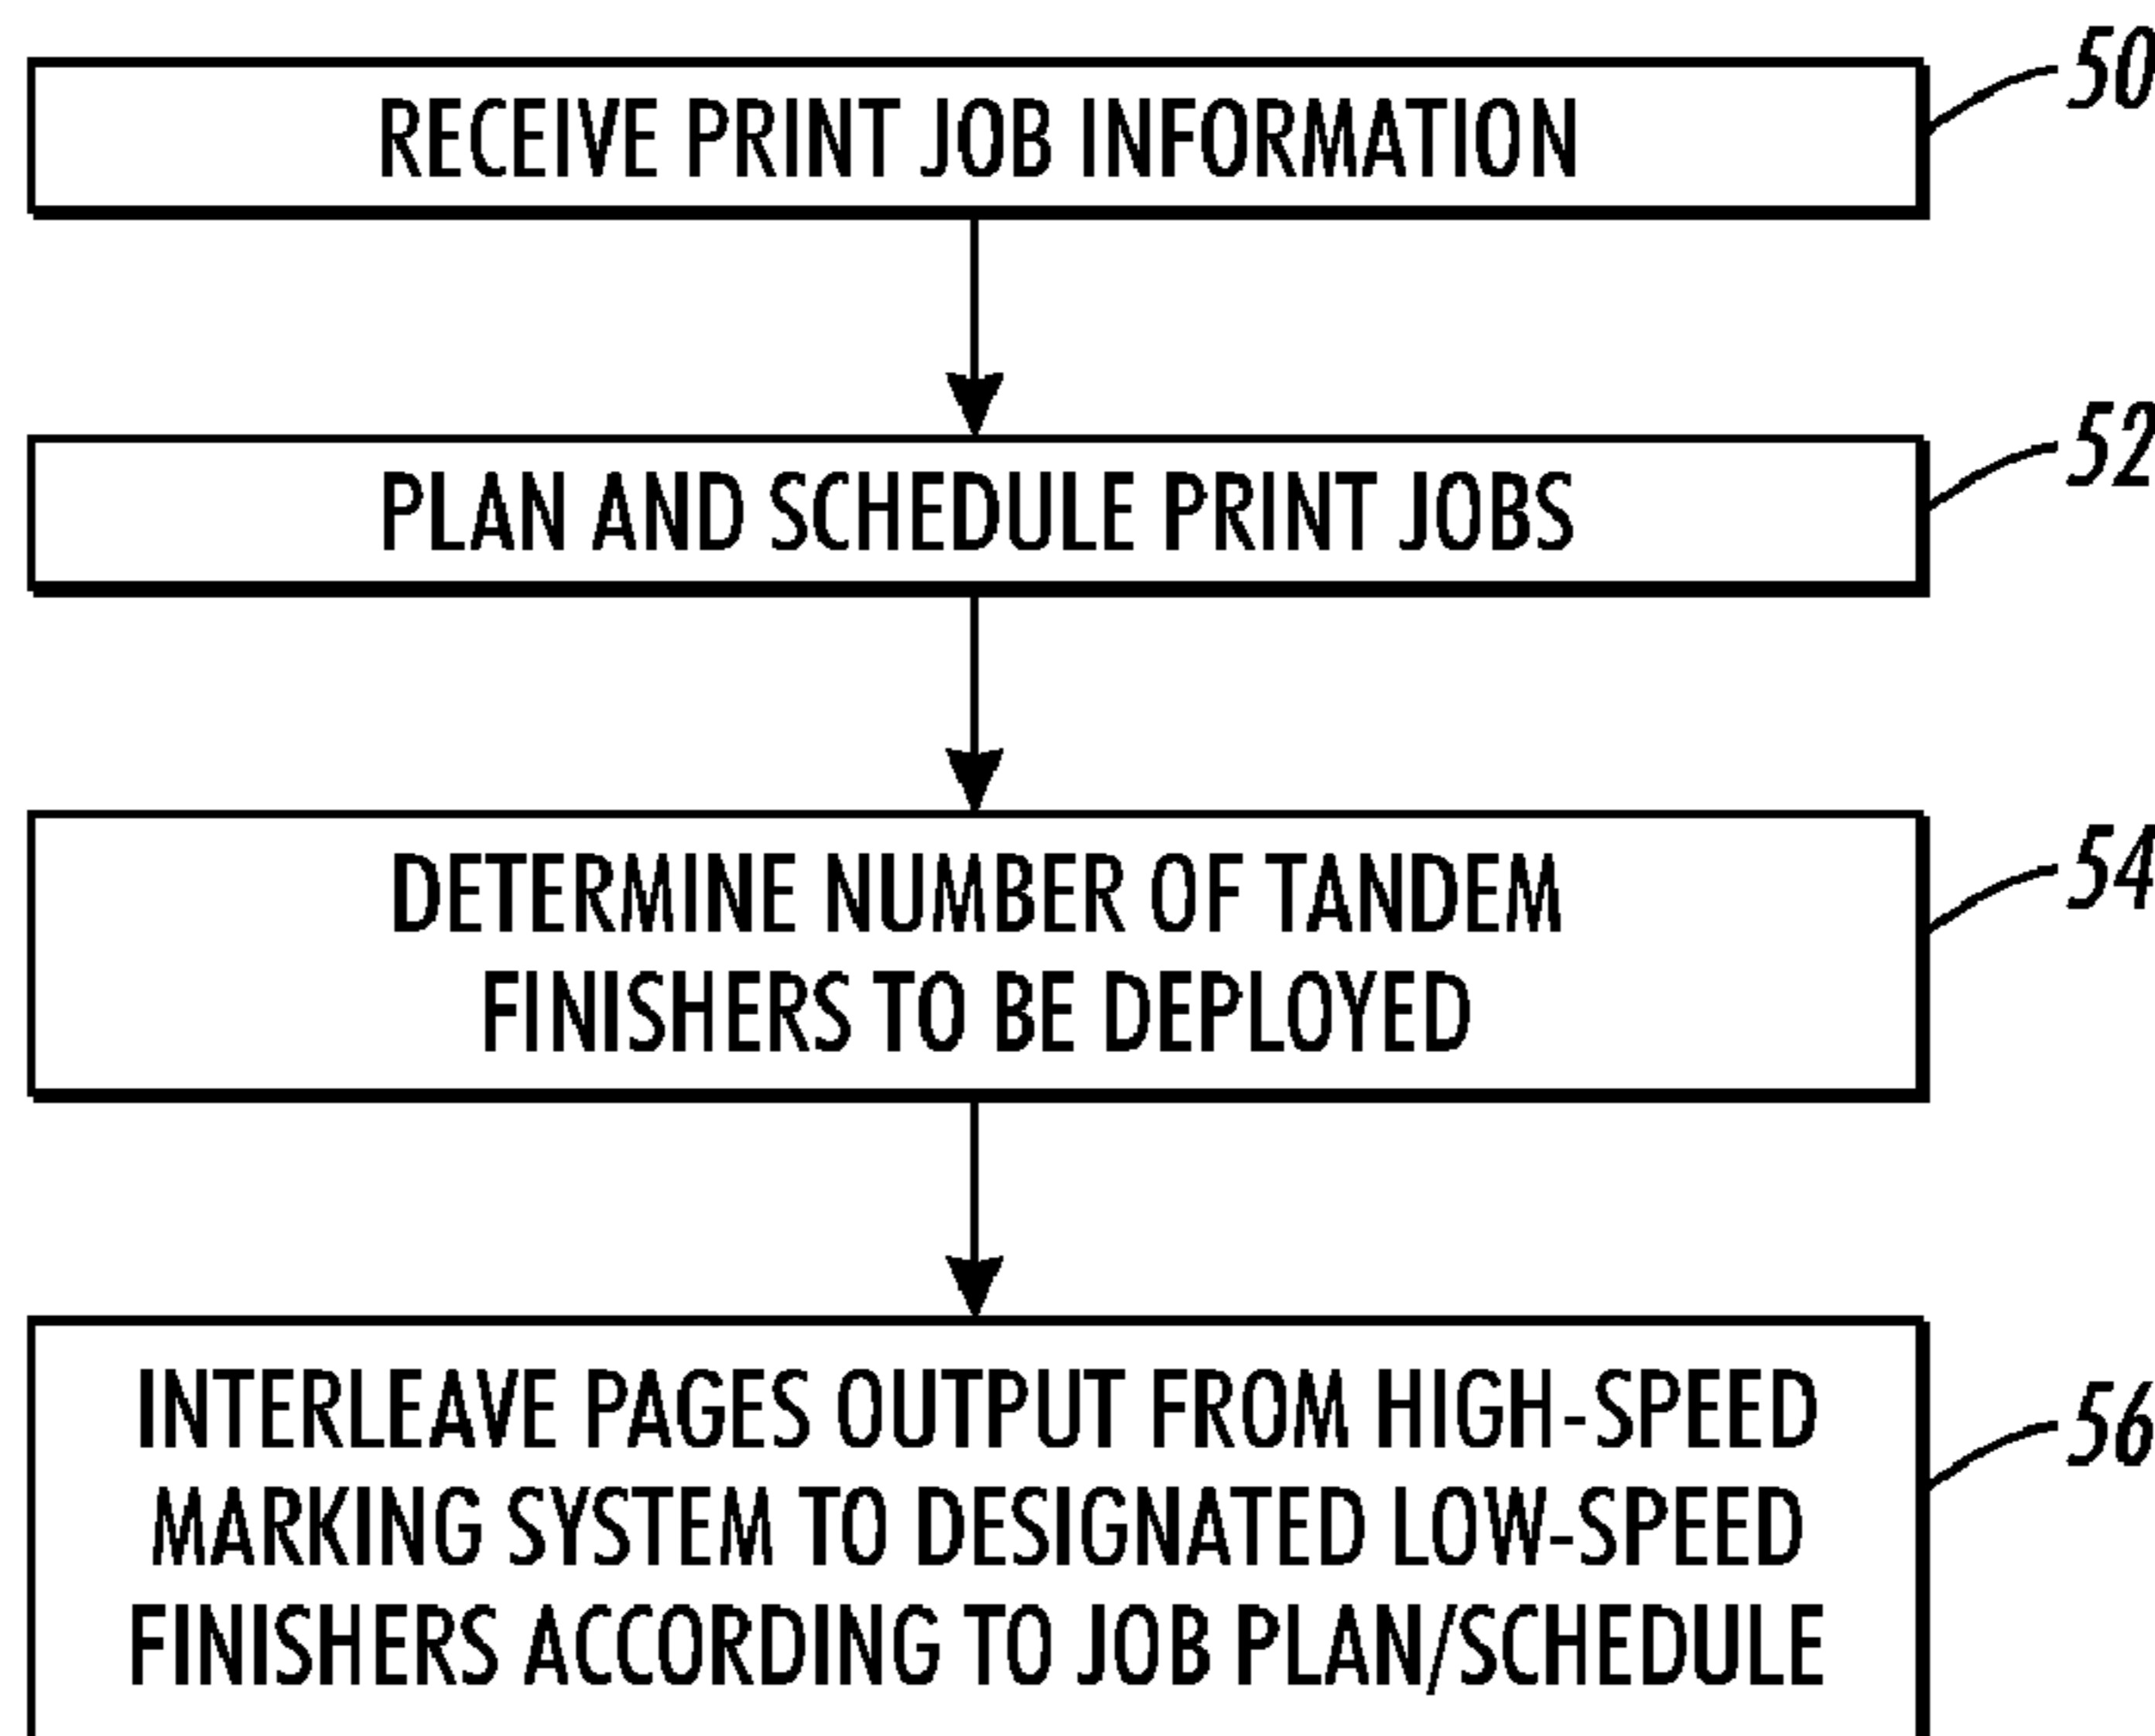 50
RECEIVE PRINT JOB INFORMATION
52
PLAN AND SCHEDULE PRINT JOBS
54
DETERMINE NUMBER OF TANDEM
FINISHERS TO BE DEPLOYED
56
INTERLEAVE PAGES OUTPUT FROM HIGH-SPEED
MARKING SYSTEM TO DESIGNATED LOW-SPEED
FINISHERS ACCORDING TO JOB PLAN/SCHEDULE